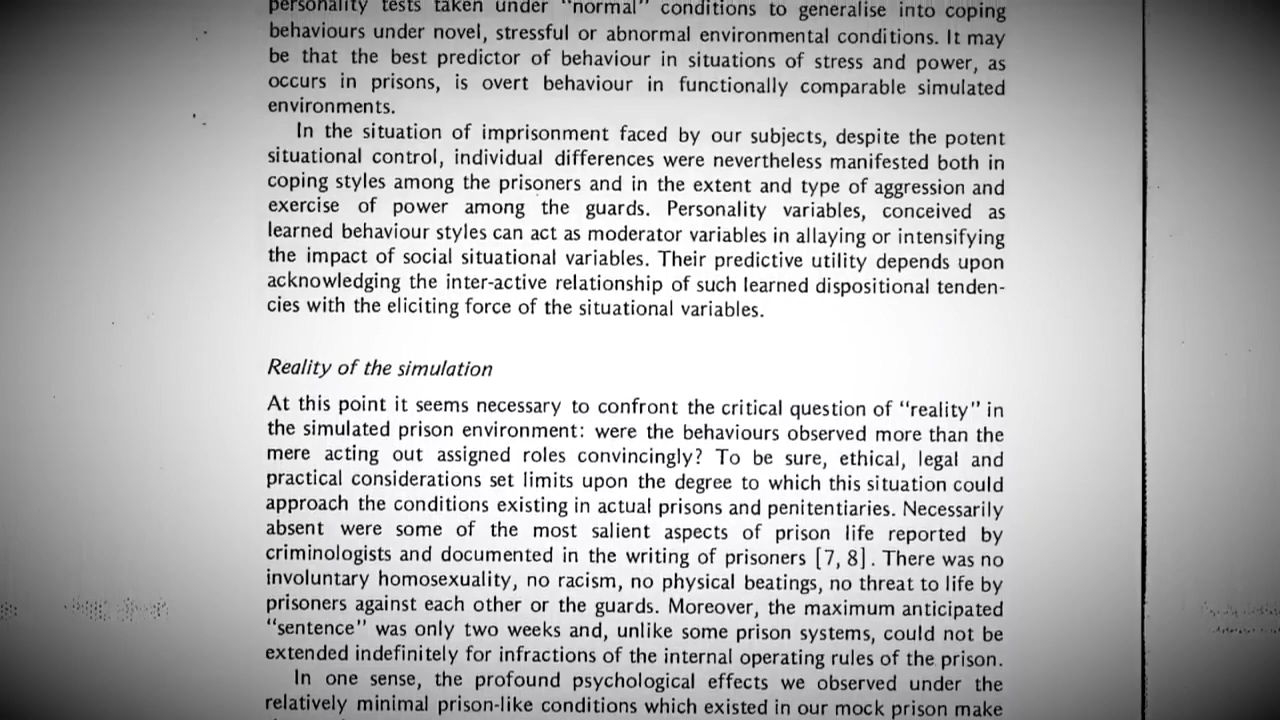 personality tests taken under "normal" conditions to generalise into coping
behaviours under novel, stressful or abnormal environmental conditions. It may
be that the best predictor of behaviour in situations of stress and power, as
occurs in prisons, is overt behaviour in functionally comparable simulated
environments.
In the situation of imprisonment faced by our subjects, despite the potent
situational control, individual differences were nevertheless manifested both in
coping styles among the prisoners and in the extent and type of aggression and
exercise of power among the guards. Personality variables, conceived as
learned behaviour styles can act as moderator variables in allaying or intensifying
the impact of social situational variables. Their predictive utility depends upon
acknowledging the inter-active relationship of such learned dispositional tenden-
cies with the eliciting force of the situational variables.
Reality of the simulation
At this point it seems necessary to confront the critical question of "reality" in
the simulated prison environment: were the behaviours observed more than the
mere acting out assigned roles convincingly? To be sure, ethical, legal and
practical considerations set limits upon the degree to which this situation could
approach the conditions existing in actual prisons and penitentiaries. Necessarily
absent were some of the most salient aspects of prison life reported by
criminologists and documented in the writing of prisoners [7, 8]. There was no
involuntary homosexuality, no racism, no physical beatings, no threat to life by
prisoners against each other or the guards. Moreover, the maximum anticipated
"sentence" was only two weeks and, unlike some prison systems, could not be
extended indefinitely for infractions of the internal operating rules of the prison.
In one sense, the profound psychological effects we observed under the
relatively minimal prison-like conditions which existed in our mock prison make